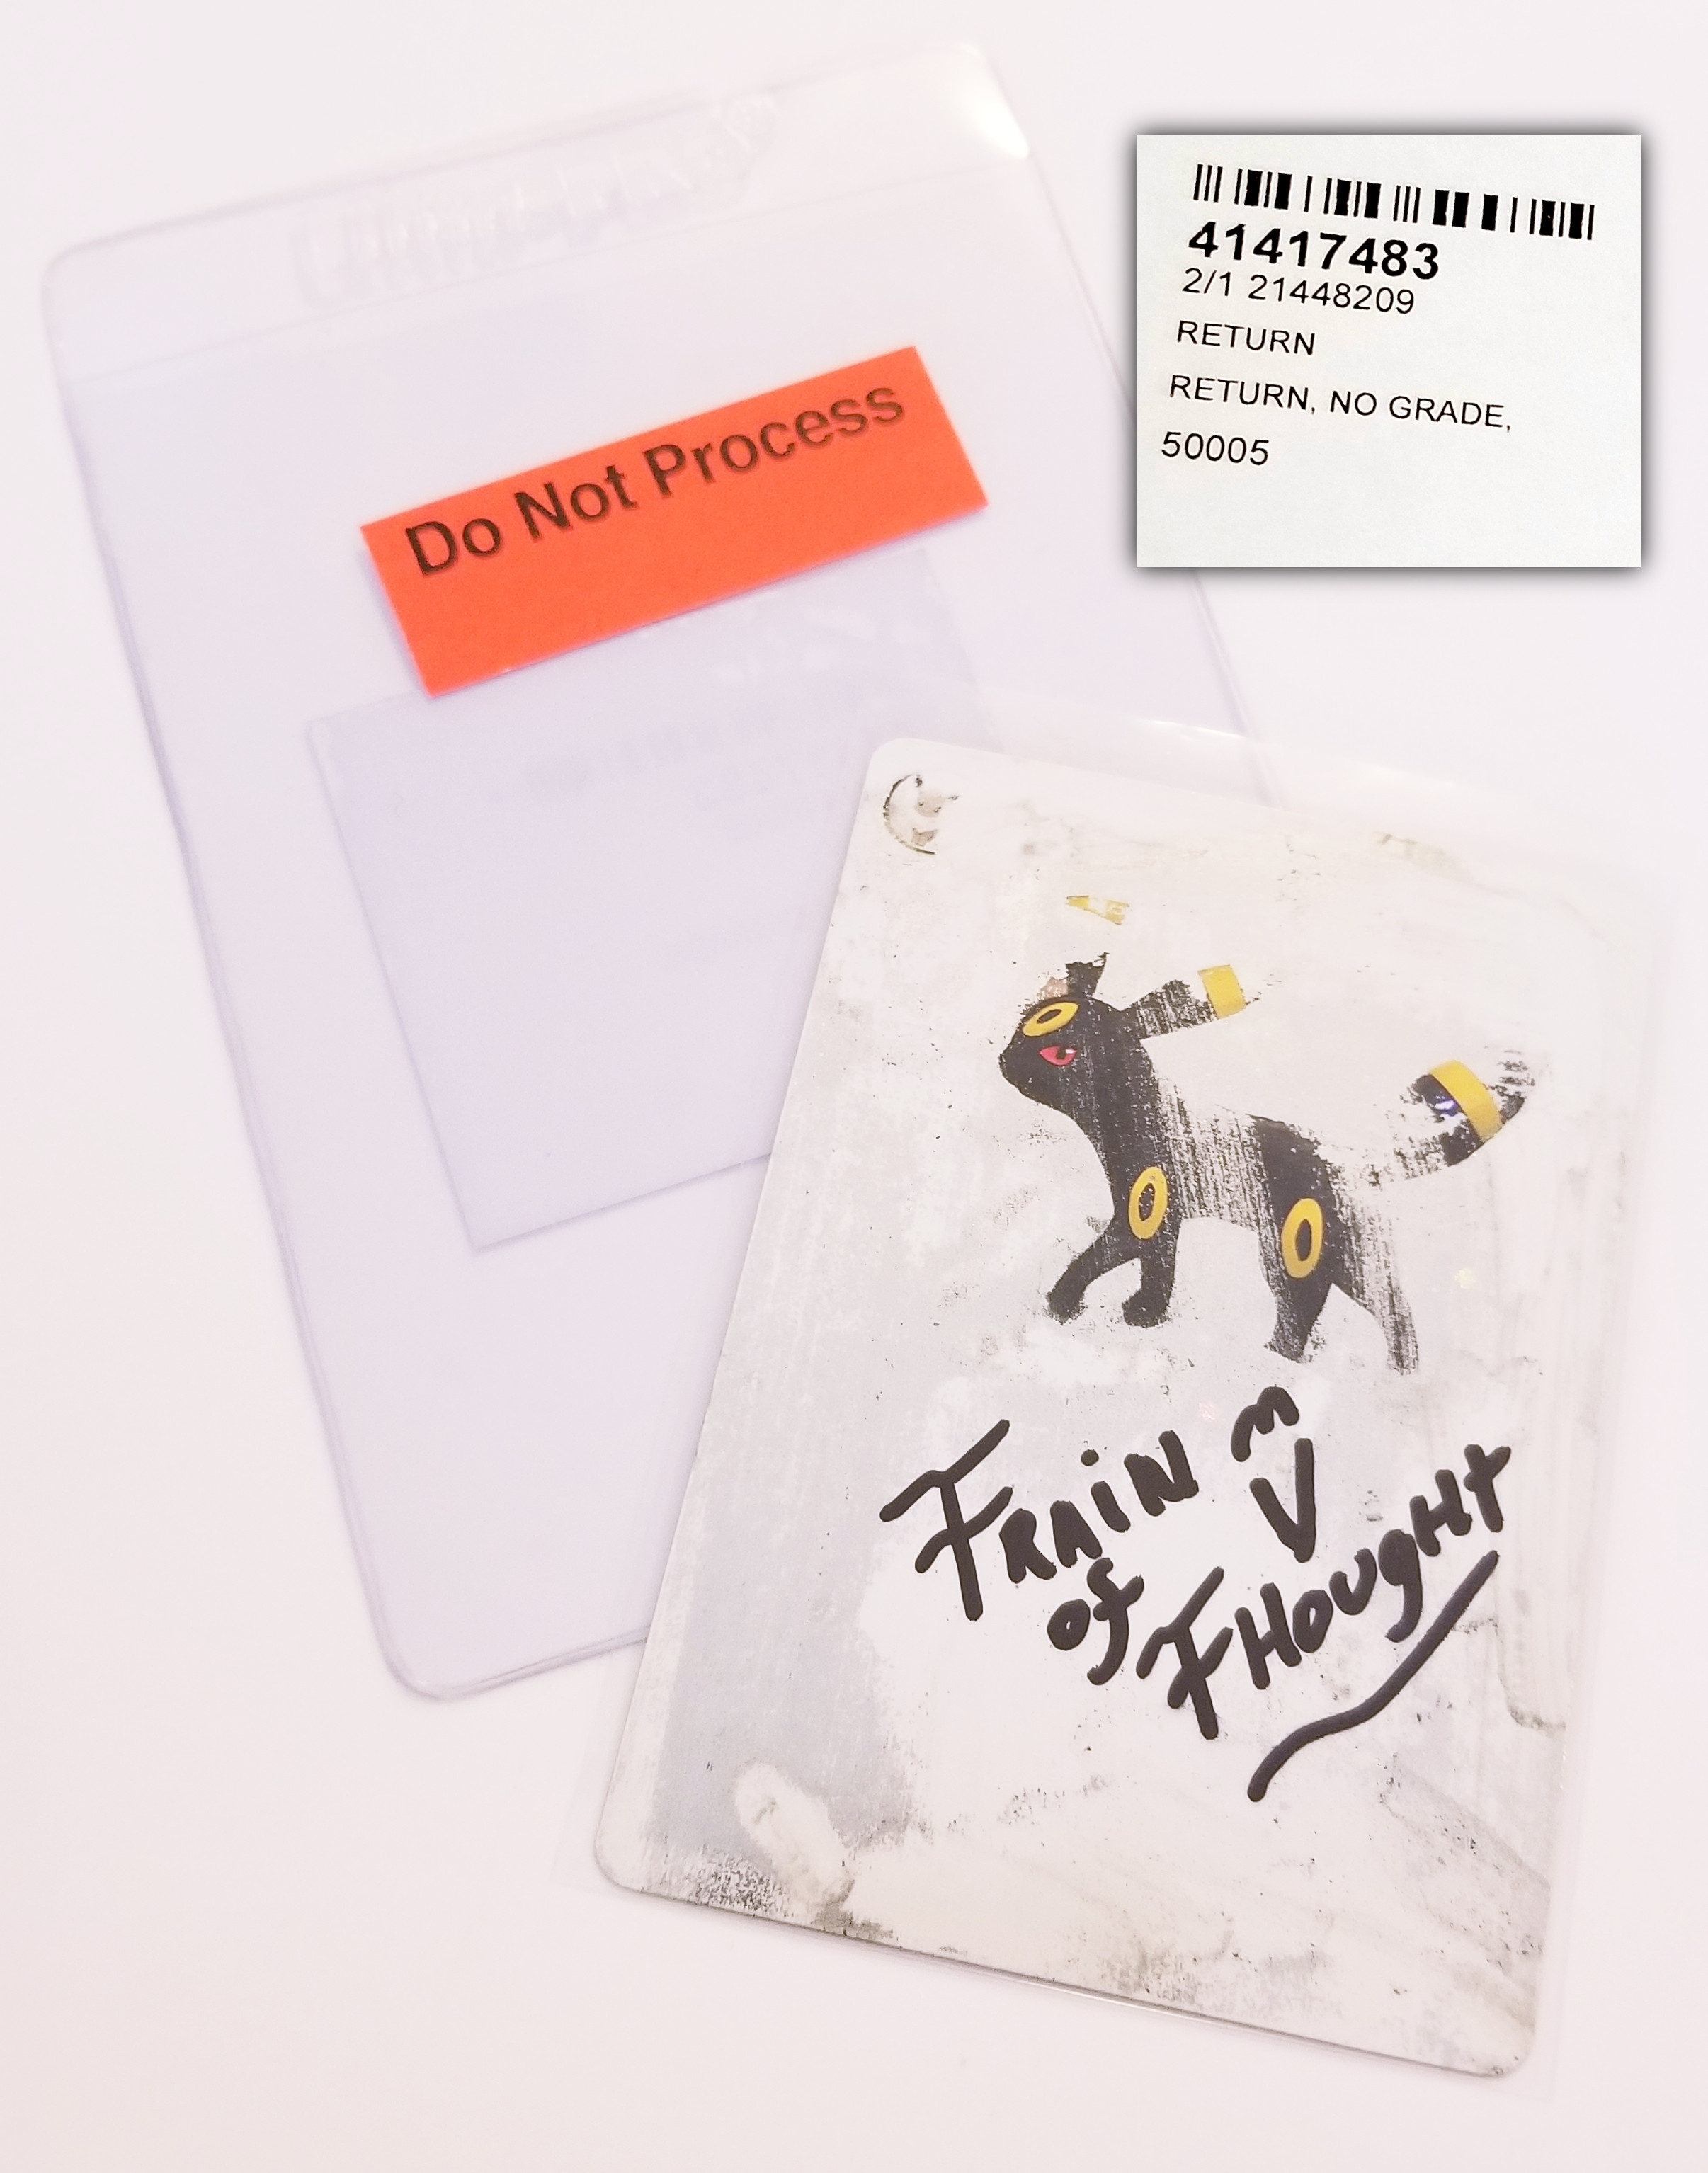 Do Not Process
41417483
2/1 21448209
RETURN
RETURN, NO GRADE,
50005
FRAiN
of
FHOugHt